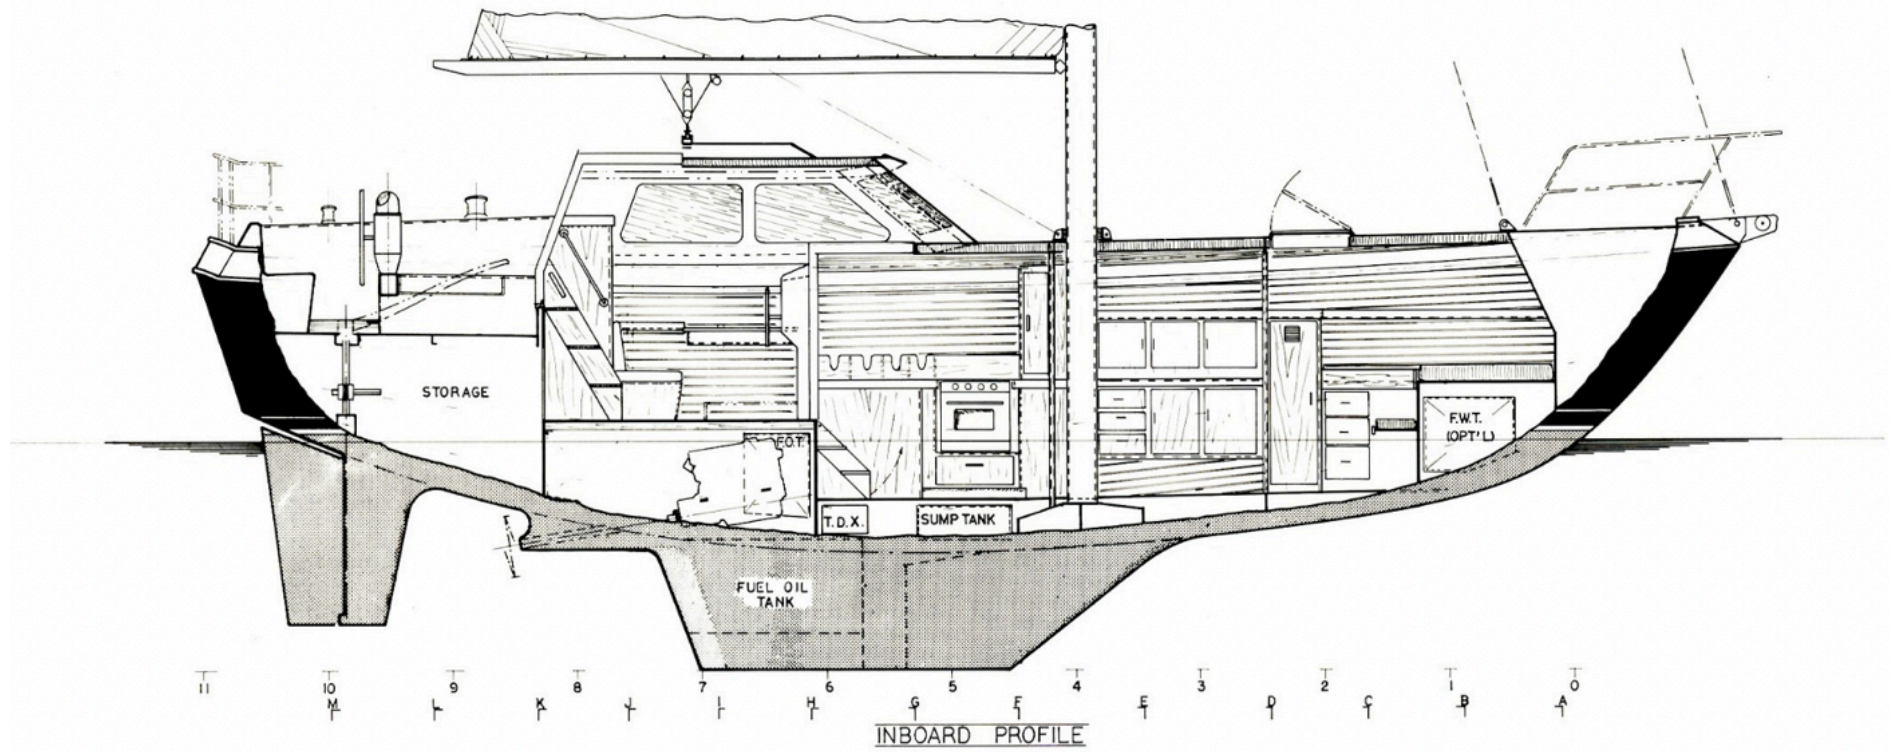 STORAGE
F.W.T.
(OPT'L)
F.O.T.
T.D.X.
SUMP TANK
FUEL OIL
TANK
11 10 9 8 7 6 5 4 3 2 1 0
M L K J I H G F E D C B A
INBOARD PROFILE